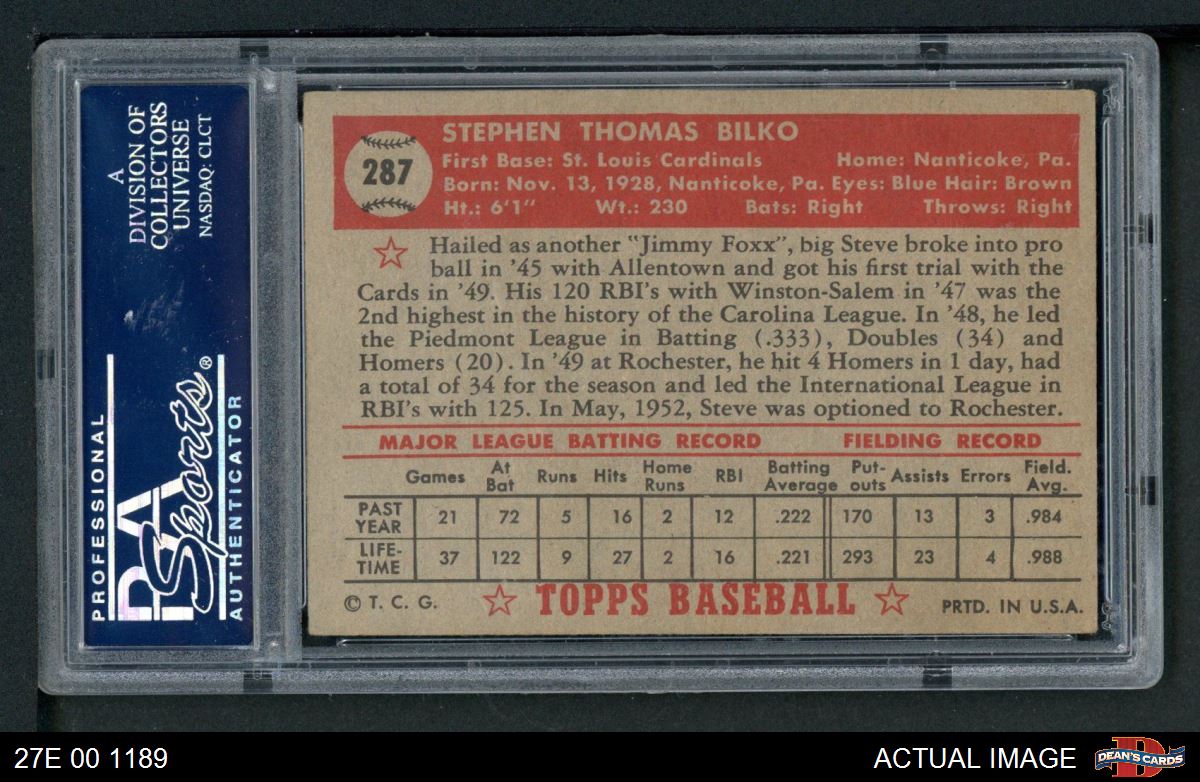 A
DIVISION OF
COLLECTORS
UNIVERSE
NASDAQ: CLCT
PROFESSIONAL
PSA
Sports®
AUTHENTICATOR
287
STEPHEN THOMAS BILKO
First Base: St. Louis Cardinals Home: Nanticoke, Pa.
Born: Nov. 13, 1928, Nanticoke, Pa. Eyes: Blue Hair: Brown
Ht.: 6'1" Wt.: 230 Bats: Right Throws: Right
Hailed as another "Jimmy Foxx", big Steve broke into pro
ball in '45 with Allentown and got his first trial with the
Cards in '49. His 120 RBI's with Winston-Salem in '47 was the
2nd highest in the history of the Carolina League. In '48, he led
the Piedmont League in Batting (.333), Doubles (34) and
Homers (20). In '49 at Rochester, he hit 4 Homers in 1 day, had
a total of 34 for the season and led the International League in
RBI's with 125. In May, 1952, Steve was optioned to Rochester.
MAJOR LEAGUE BATTING RECORD FIELDING RECORD
Games At Bat Runs Hits Home Runs RBI Batting Average Put-outs Assists Errors Field. Avg.
PAST YEAR 21 72 5 16 2 12 .222 170 13 3 .984
LIFE-TIME 37 122 9 27 2 16 .221 293 23 4 .988
© T. C. G. TOPPS BASEBALL PRTD. IN U.S.A.
27E 00 1189 ACTUAL IMAGE DEAN'S CARDS